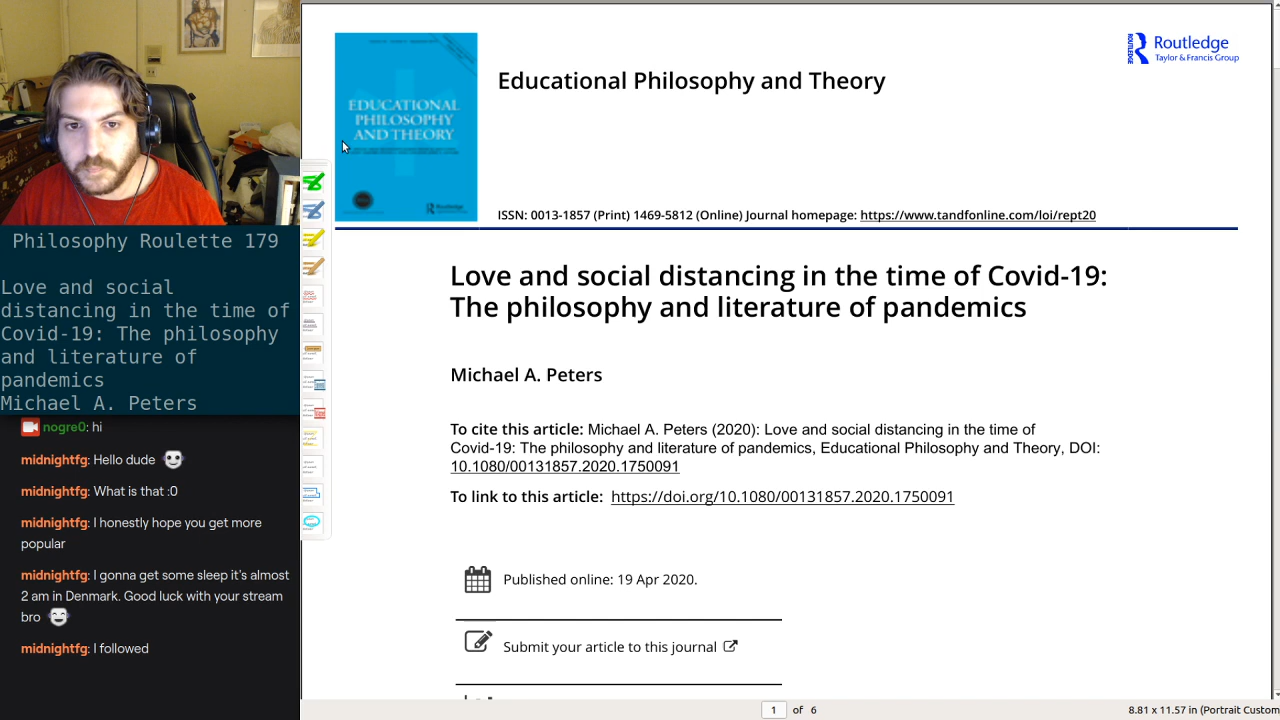 Philosophy Roulette 179
Love and social
distancing in the time of
Covd-19: The philosophy
and literature of
pandemics
Michael A. Peters
nogre0: hi
midnightfg: Hello dude
midnightfg: What is that :0
midnightfg: I honestly hope you get more
popular
midnightfg: I gonna get some sleep it's almost
2 am in Denmark. Good luck with your stream
bro
midnightfg: I followed
EDUCATIONAL
PHILOSOPHY
AND THEORY
Routledge
Educational Philosophy and Theory
ROUTLEDGE
Routledge
Taylor & Francis Group
ISSN: 0013-1857 (Print) 1469-5812 (Online) Journal homepage: https://www.tandfonline.com/loi/rept20
Love and social distancing in the time of Covid-19:
The philosophy and literature of pandemics
Michael A. Peters
To cite this article: Michael A. Peters (2020): Love and social distancing in the time of
Covid-19: The philosophy and literature of pandemics, Educational Philosophy and Theory, DOI:
10.1080/00131857.2020.1750091
To link to this article: https://doi.org/10.1080/00131857.2020.1750091
Published online: 19 Apr 2020.
Submit your article to this journal
1 of 6
8.81 x 11.57 in (Portrait Custom